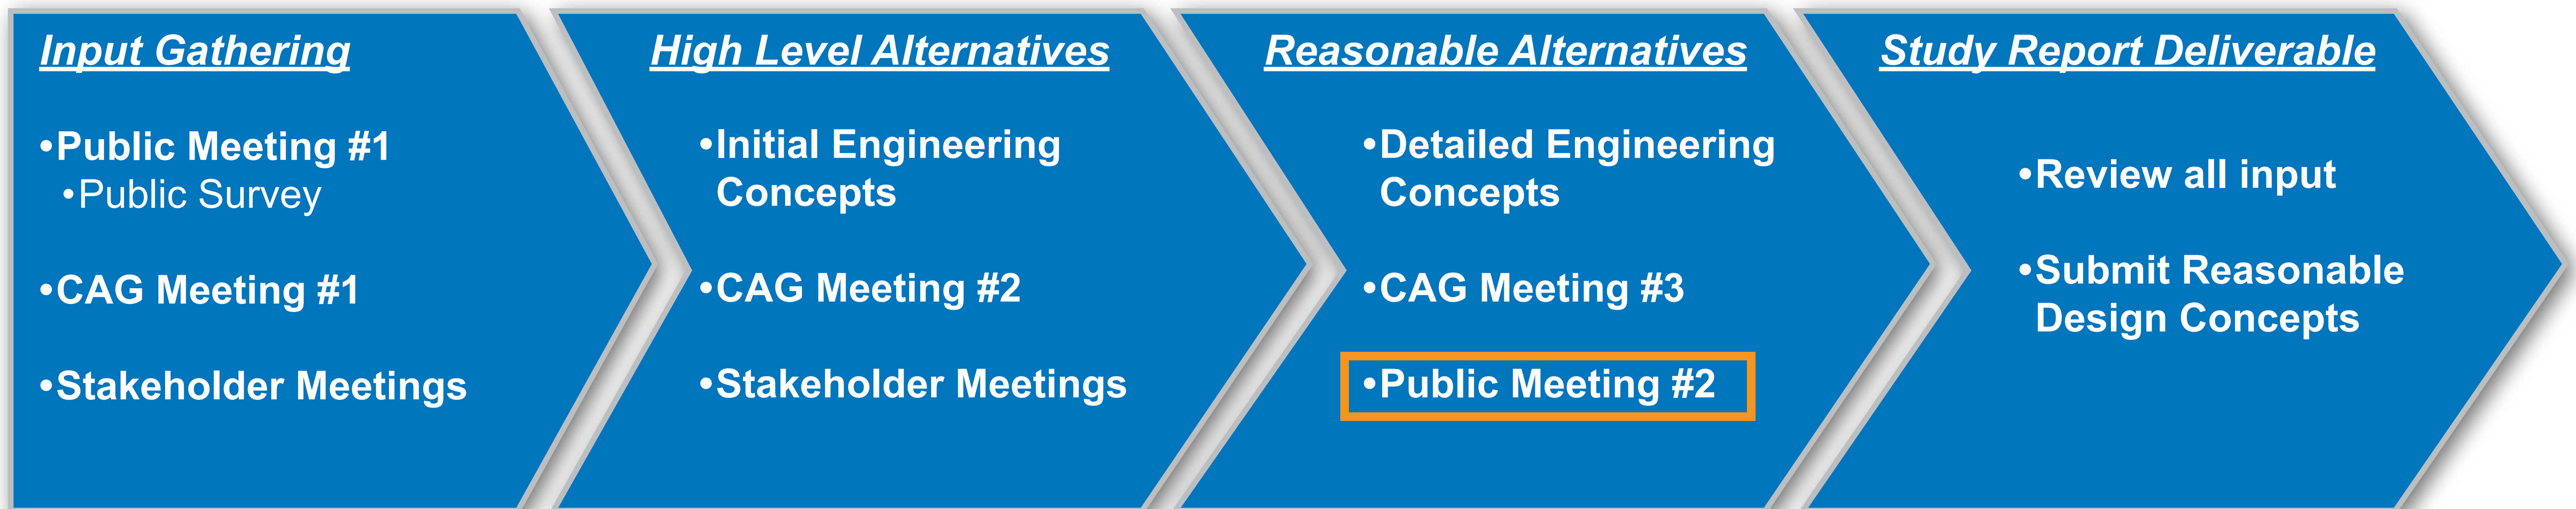 Input Gathering
•Public Meeting #1
•Public Survey
•CAG Meeting #1
•Stakeholder Meetings
High Level Alternatives
•Initial Engineering
Concepts
•CAG Meeting #2
•Stakeholder Meetings
Reasonable Alternatives
•Detailed Engineering
Concepts
•CAG Meeting #3
•Public Meeting #2
Study Report Deliverable
•Review all input
•Submit Reasonable
Design Concepts